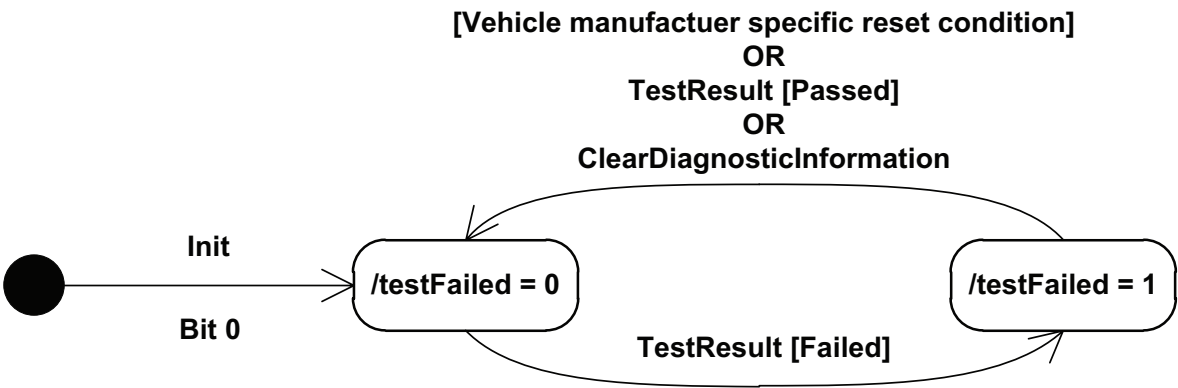 [Vehicle manufactuer specific reset condition]
OR
TestResult [Passed]
OR
ClearDiagnosticInformation
Init
/testFailed = 0
/testFailed = 1
Bit 0
TestResult [Failed]